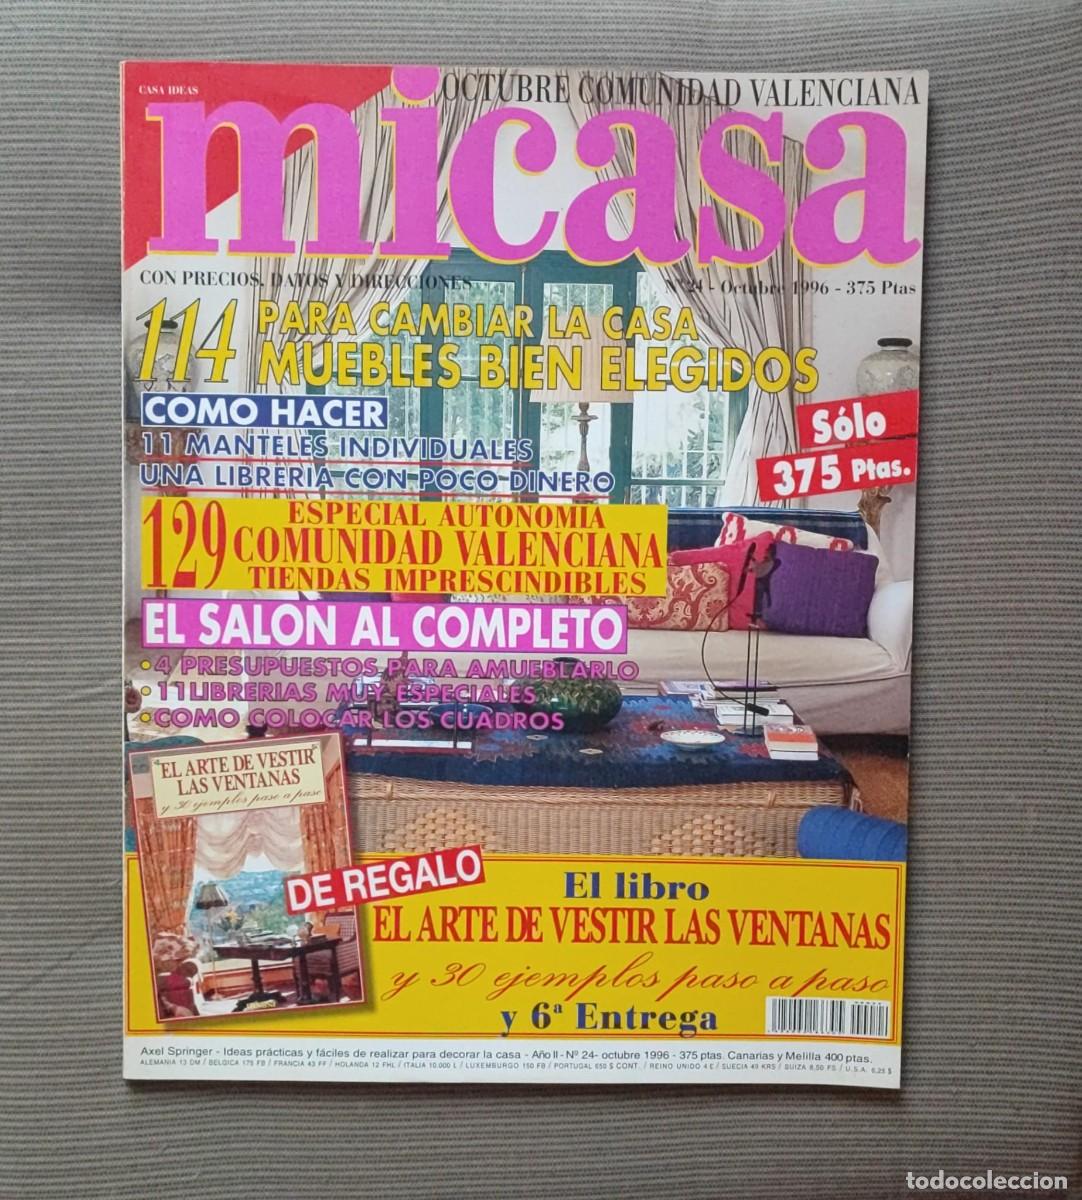 CASA IDEAS
OCTUBRE COMUNIDAD VALENCIANA
micasa
CON PRECIOS, DATOS Y DIRECCIONES
Nº 24 - Octubre 1996 - 375 Ptas
114 PARA CAMBIAR LA CASA
MUEBLES BIEN ELEGIDOS
COMO HACER
11 MANTELES INDIVIDUALES
UNA LIBRERIA CON POCO DINERO
Sólo
375 Ptas.
ESPECIAL AUTONOMIA
129 COMUNIDAD VALENCIANA
TIENDAS IMPRESCINDIBLES
EL SALON AL COMPLETO
• 4 PRESUPUESTOS PARA AMUEBLARLO
• 11 LIBRERIAS MUY ESPECIALES
• COMO COLOCAR LOS CUADROS
EL ARTE DE VESTIR
LAS VENTANAS
y 30 ejemplos paso a paso
DE REGALO
El libro
EL ARTE DE VESTIR LAS VENTANAS
y 30 ejemplos paso a paso
y 6ª Entrega
Axel Springer - Ideas prácticas y fáciles de realizar para decorar la casa - Año II - Nº 24- octubre 1996 - 375 ptas. Canarias y Melilla 400 ptas.
ALEMANIA 13 DM / BELGICA 175 FB / FRANCIA 43 FF / HOLANDA 12 FHL / ITALIA 10.000 L / LUXEMBURGO 150 FB / PORTUGAL 650 $ CONT. / REINO UNIDO 4 £ / SUECIA 49 KRS / SUIZA 8,50 FS / U.S.A. 6,25 $
todocoleccion